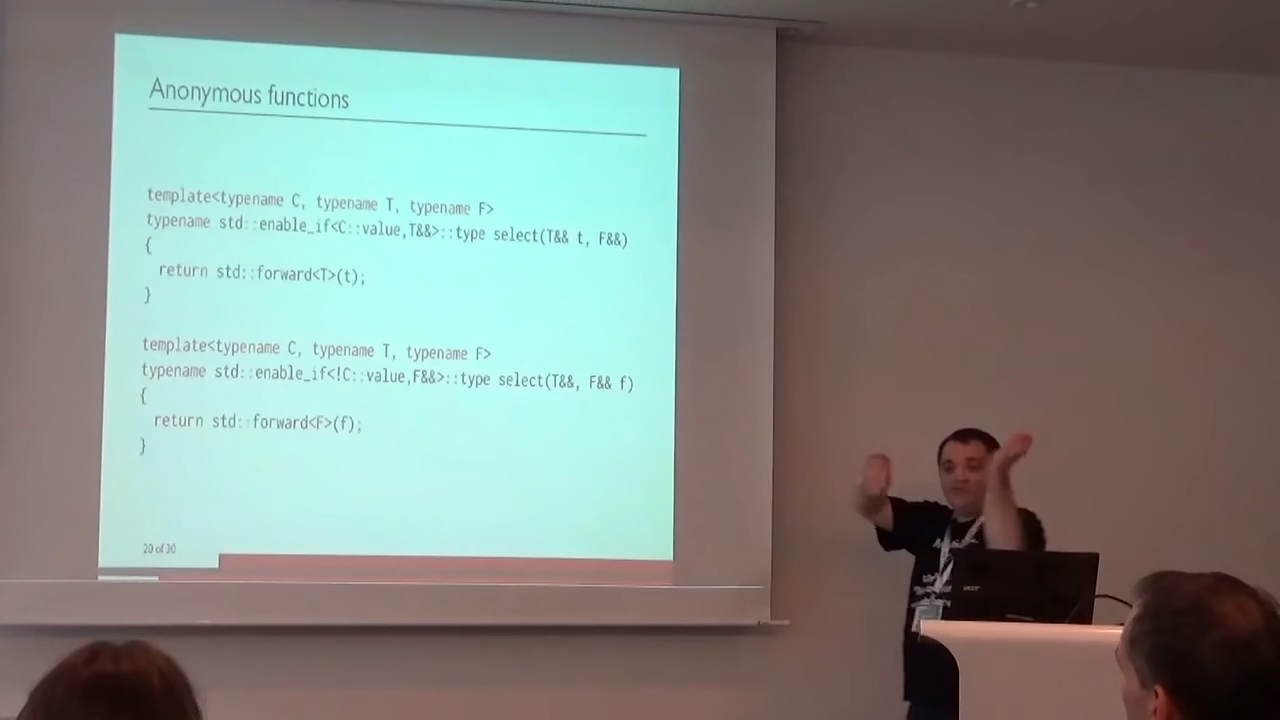 Anonymous functions
template<typename C, typename T, typename F>
typename std::enable_if<C::value,T&&>::type select(T&& t, F&&)
{
return std::forward<T>(t);
}
template<typename C, typename T, typename F>
typename std::enable_if<!C::value,F&&>::type select(T&&, F&& f)
{
return std::forward<F>(f);
}
20 of 30
acer